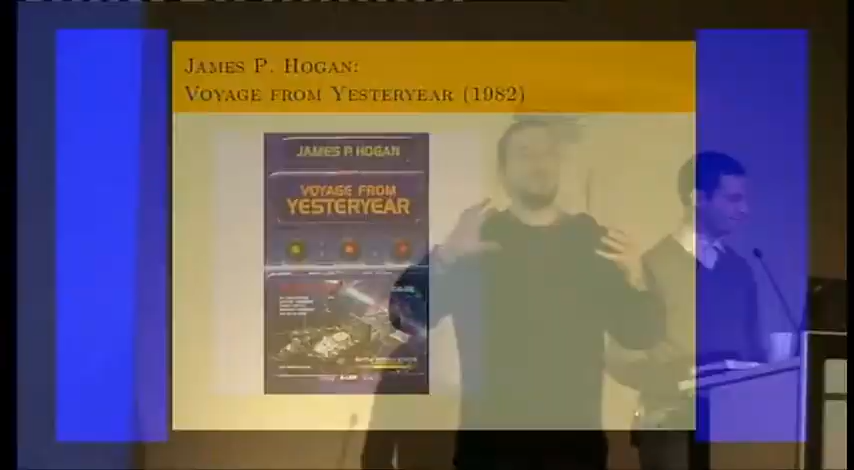 JAMES P. HOGAN:
VOYAGE FROM YESTERYEAR (1982)
JAMES P. HOGAN
VOYAGE FROM
YESTERYEAR